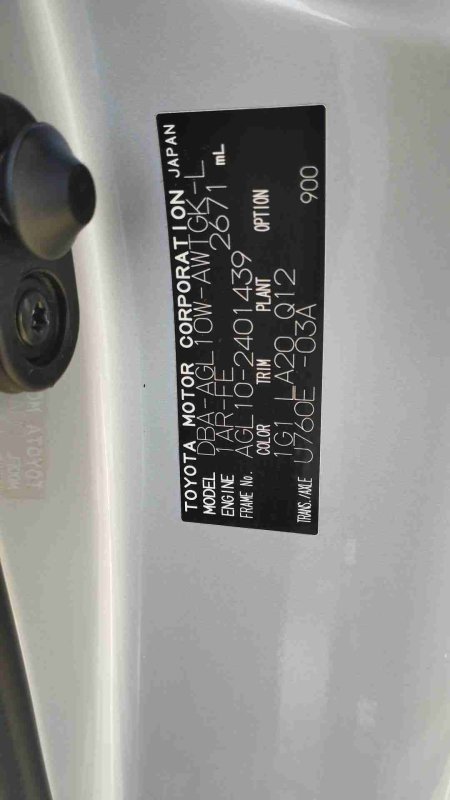 TOYOTA MOTOR CORPORATION JAPAN
MODEL DBA-AGL10W-AWTGK-L
ENGINE 1AR-FE 2671 mL
FRAME No. AGL10-2401439
COLOR TRIM PLANT OPTION
1G1 LA20 Q12 900
TRANS./AXLE U760E -03A